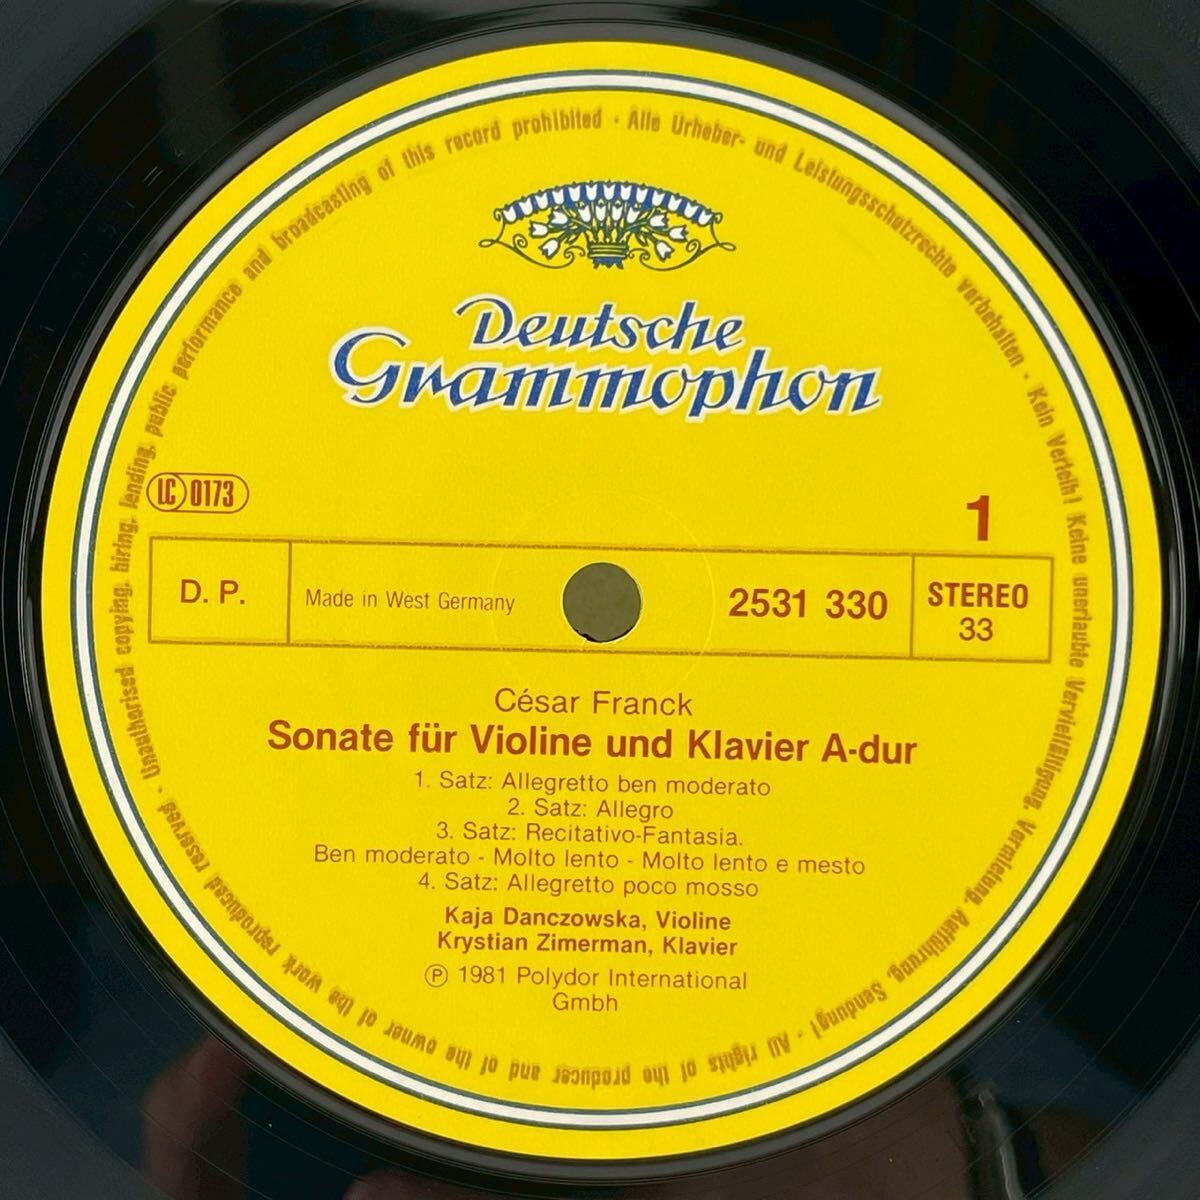 Deutsche
Grammophon
LC 0173
1
D. P.
Made in West Germany
2531 330
STEREO
33
César Franck
Sonate für Violine und Klavier A-dur
1. Satz: Allegretto ben moderato
2. Satz: Allegro
3. Satz: Recitativo-Fantasia.
Ben moderato - Molto lento - Molto lento e mesto
4. Satz: Allegretto poco mosso
Kaja Danczowska, Violine
Krystian Zimerman, Klavier
Ⓟ 1981 Polydor International
Gmbh
Alle Urheber- und Leistungsschutzrechte vorbehalten · Kein Verleih! Keine unerlaubte Vervielfältigung, Vermietung, Aufführung, Sendung! · All rights of the producer and of the owner of the work reproduced reserved · Unauthorised copying, hiring, lending, public performance and broadcasting of this record prohibited ·